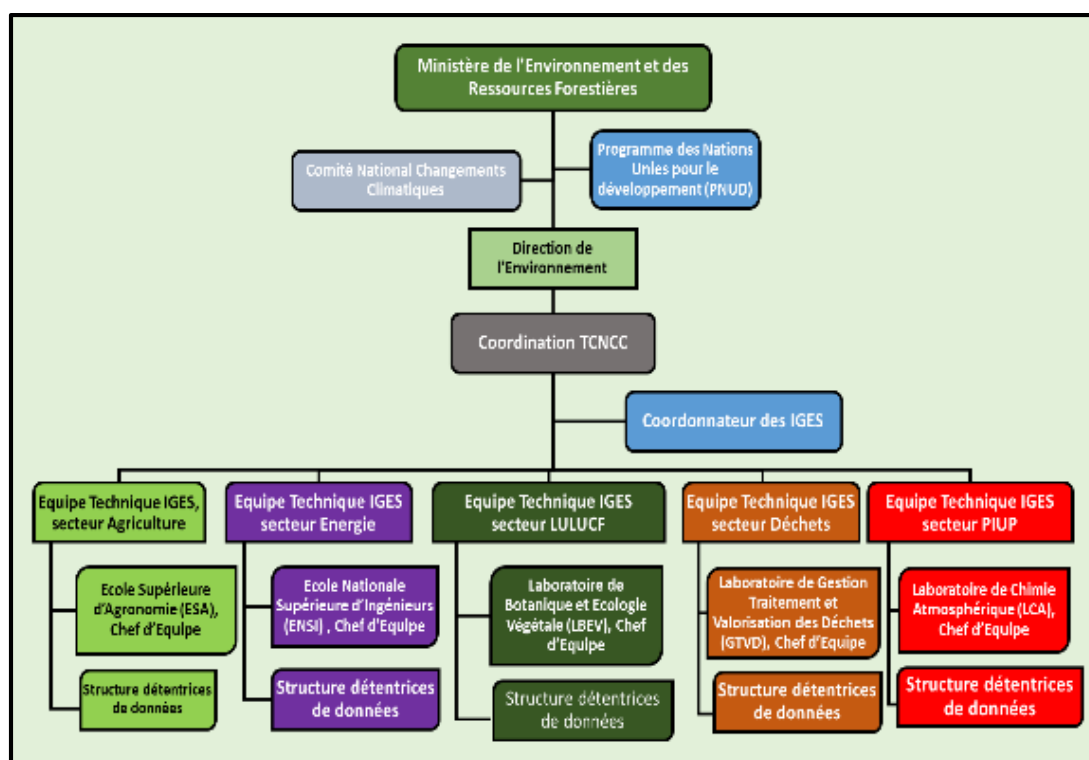 Ministère de l'Environnement et des
Ressources Forestières
Comité National Changements
Climatiques
Programme des Nations
Unies pour le
développement (PNUD)
Direction de
l'Environnement
Coordination TCNCC
Coordonnateur des IGES
Equipe Technique IGES,
secteur Agriculture
Equipe Technique IGES
secteur Energie
Equipe Technique IGES
secteur LULUCF
Equipe Technique IGES
secteur Déchets
Equipe Technique IGES
secteur PIUP
Ecole Supérieure
d'Agronomie (ESA),
Chef d'Equipe
Ecole Nationale
Supérieure d'Ingénieurs
(ENSI) , Chef d'Equipe
Laboratoire de
Botanique et Ecologie
Végétale (LBEV), Chef
d'Equipe
Laboratoire de Gestion
Traitement et
Valorisation des Déchets
(GTVD), Chef d'Equipe
Laboratoire de Chimie
Atmosphérique (LCA),
Chef d'Equipe
Structure détentrices
de données
Structure détentrices
de données
Structure détentrices
de données
Structure détentrices
de données
Structure détentrices
de données